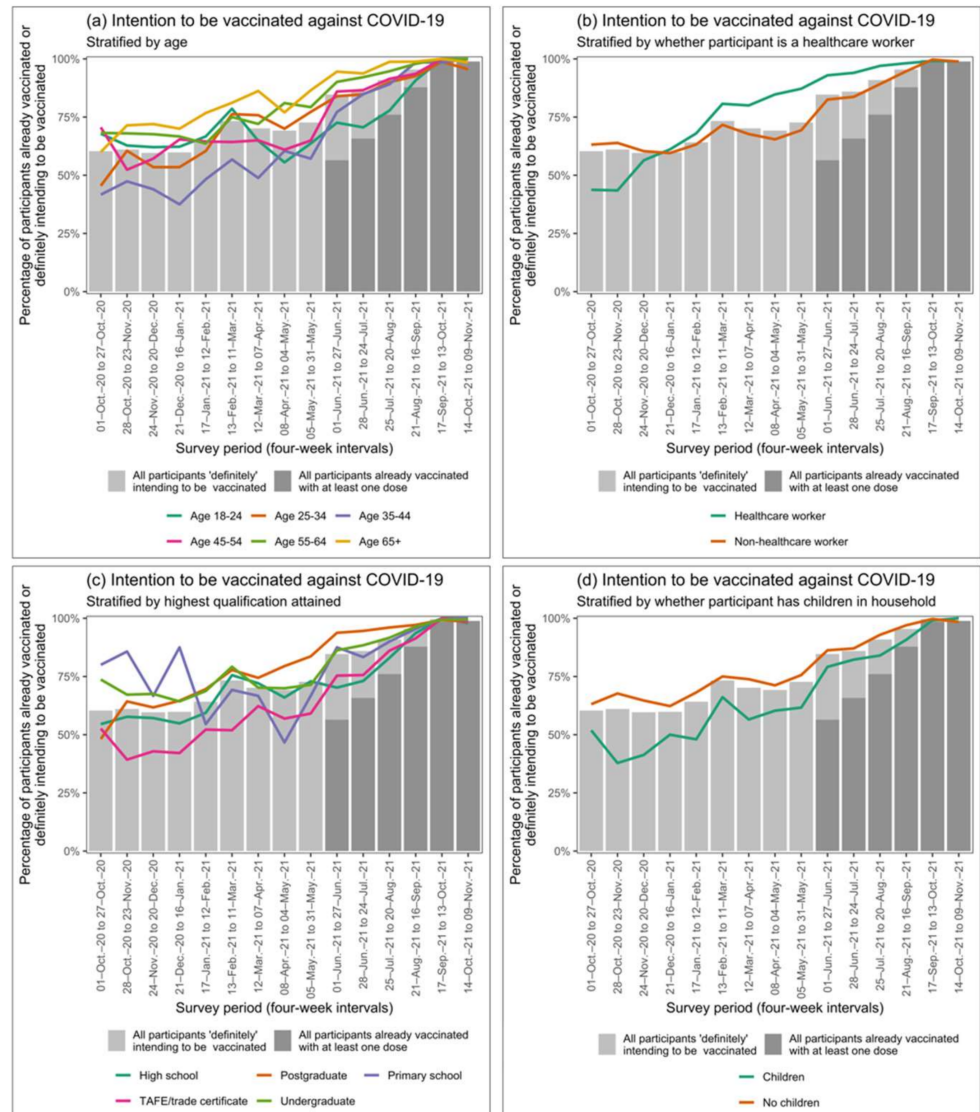 (a) Intention to be vaccinated against COVID-19
Stratified by age
Percentage of participants already vaccinated or
definitely intending to be vaccinated
100%
75%
50%
25%
0%
01–Oct.–20 to 27–Oct.–20
28–Oct.–20 to 23–Nov.–20
24–Nov.–20 to 20–Dec.–20
21–Dec.–20 to 16–Jan.–21
17–Jan.–21 to 12–Feb.–21
13–Feb.–21 to 11–Mar.–21
12–Mar.–21 to 07–Apr.–21
08–Apr.–21 to 04–May.–21
05–May.–21 to 31–May.–21
01–Jun.–21 to 27–Jun.–21
28–Jun.–21 to 24–Jul.–21
25–Jul.–21 to 20–Aug.–21
21–Aug.–21 to 16–Sep.–21
17–Sep.–21 to 13–Oct.–21
14–Oct.–21 to 09–Nov.–21
Survey period (four-week intervals)
All participants 'definitely'
intending to be vaccinated
All participants already vaccinated
with at least one dose
Age 18-24 Age 25-34 Age 35-44
Age 45-54 Age 55-64 Age 65+
(b) Intention to be vaccinated against COVID-19
Stratified by whether participant is a healthcare worker
Percentage of participants already vaccinated or
definitely intending to be vaccinated
100%
75%
50%
25%
0%
01–Oct.–20 to 27–Oct.–20
28–Oct.–20 to 23–Nov.–20
24–Nov.–20 to 20–Dec.–20
21–Dec.–20 to 16–Jan.–21
17–Jan.–21 to 12–Feb.–21
13–Feb.–21 to 11–Mar.–21
12–Mar.–21 to 07–Apr.–21
08–Apr.–21 to 04–May.–21
05–May.–21 to 31–May.–21
01–Jun.–21 to 27–Jun.–21
28–Jun.–21 to 24–Jul.–21
25–Jul.–21 to 20–Aug.–21
21–Aug.–21 to 16–Sep.–21
17–Sep.–21 to 13–Oct.–21
14–Oct.–21 to 09–Nov.–21
Survey period (four-week intervals)
All participants 'definitely'
intending to be vaccinated
All participants already vaccinated
with at least one dose
Healthcare worker
Non-healthcare worker
(c) Intention to be vaccinated against COVID-19
Stratified by highest qualification attained
Percentage of participants already vaccinated or
definitely intending to be vaccinated
100%
75%
50%
25%
0%
01–Oct.–20 to 27–Oct.–20
28–Oct.–20 to 23–Nov.–20
24–Nov.–20 to 20–Dec.–20
21–Dec.–20 to 16–Jan.–21
17–Jan.–21 to 12–Feb.–21
13–Feb.–21 to 11–Mar.–21
12–Mar.–21 to 07–Apr.–21
08–Apr.–21 to 04–May.–21
05–May.–21 to 31–May.–21
01–Jun.–21 to 27–Jun.–21
28–Jun.–21 to 24–Jul.–21
25–Jul.–21 to 20–Aug.–21
21–Aug.–21 to 16–Sep.–21
17–Sep.–21 to 13–Oct.–21
14–Oct.–21 to 09–Nov.–21
Survey period (four-week intervals)
All participants 'definitely'
intending to be vaccinated
All participants already vaccinated
with at least one dose
High school Postgraduate Primary school
TAFE/trade certificate Undergraduate
(d) Intention to be vaccinated against COVID-19
Stratified by whether participant has children in household
Percentage of participants already vaccinated or
definitely intending to be vaccinated
100%
75%
50%
25%
0%
01–Oct.–20 to 27–Oct.–20
28–Oct.–20 to 23–Nov.–20
24–Nov.–20 to 20–Dec.–20
21–Dec.–20 to 16–Jan.–21
17–Jan.–21 to 12–Feb.–21
13–Feb.–21 to 11–Mar.–21
12–Mar.–21 to 07–Apr.–21
08–Apr.–21 to 04–May.–21
05–May.–21 to 31–May.–21
01–Jun.–21 to 27–Jun.–21
28–Jun.–21 to 24–Jul.–21
25–Jul.–21 to 20–Aug.–21
21–Aug.–21 to 16–Sep.–21
17–Sep.–21 to 13–Oct.–21
14–Oct.–21 to 09–Nov.–21
Survey period (four-week intervals)
All participants 'definitely'
intending to be vaccinated
All participants already vaccinated
with at least one dose
Children
No children